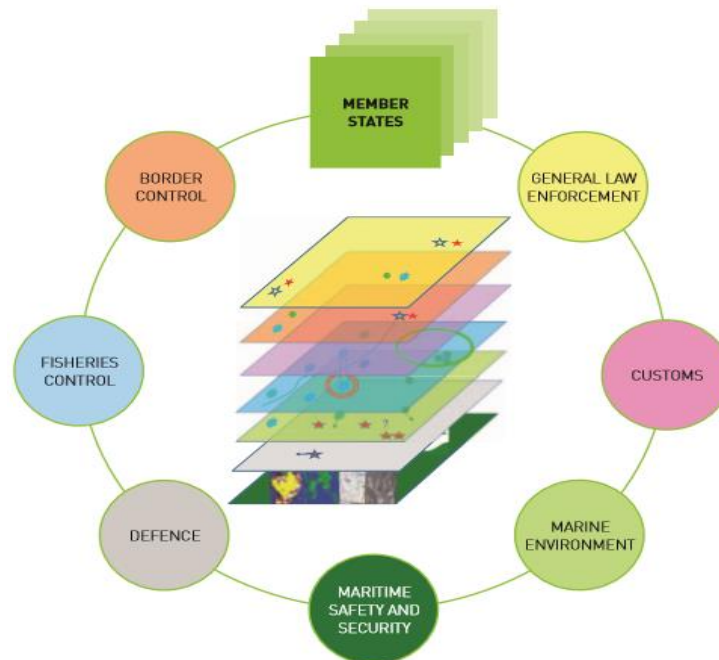 MEMBER
STATES
BORDER
CONTROL
GENERAL LAW
ENFORCEMENT
FISHERIES
CONTROL
CUSTOMS
DEFENCE
MARINE
ENVIRONMENT
MARITIME
SAFETY AND
SECURITY